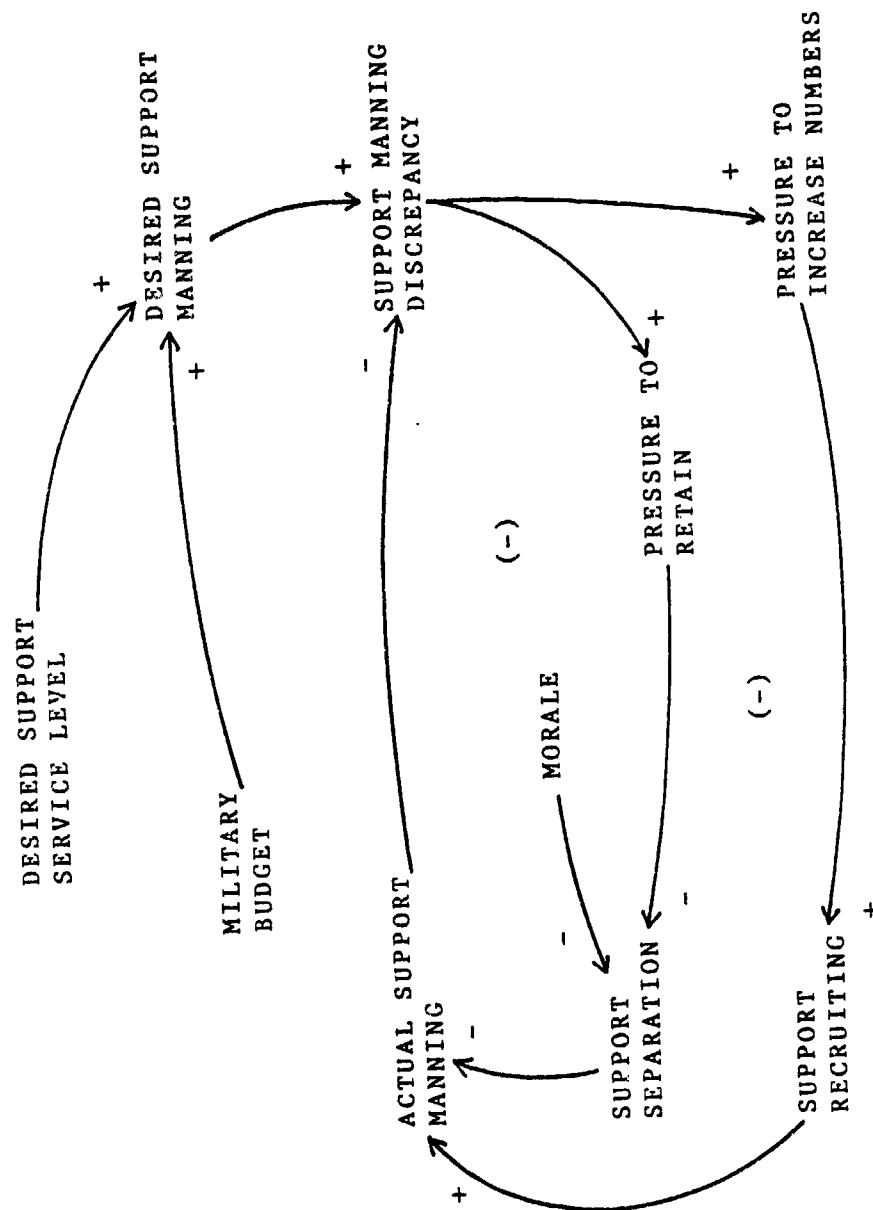 DESIRED SUPPORT
SERVICE LEVEL
+
DESIRED SUPPORT
MANNING
MILITARY
BUDGET
+
+
ACTUAL SUPPORT
MANNING
-
SUPPORT MANNING
DISCREPANCY
+
-
MORALE
(-)
-
SUPPORT
SEPARATION
-
PRESSURE TO
RETAIN
+
+
(-)
SUPPORT
RECRUITING
+
PRESSURE TO
INCREASE NUMBERS